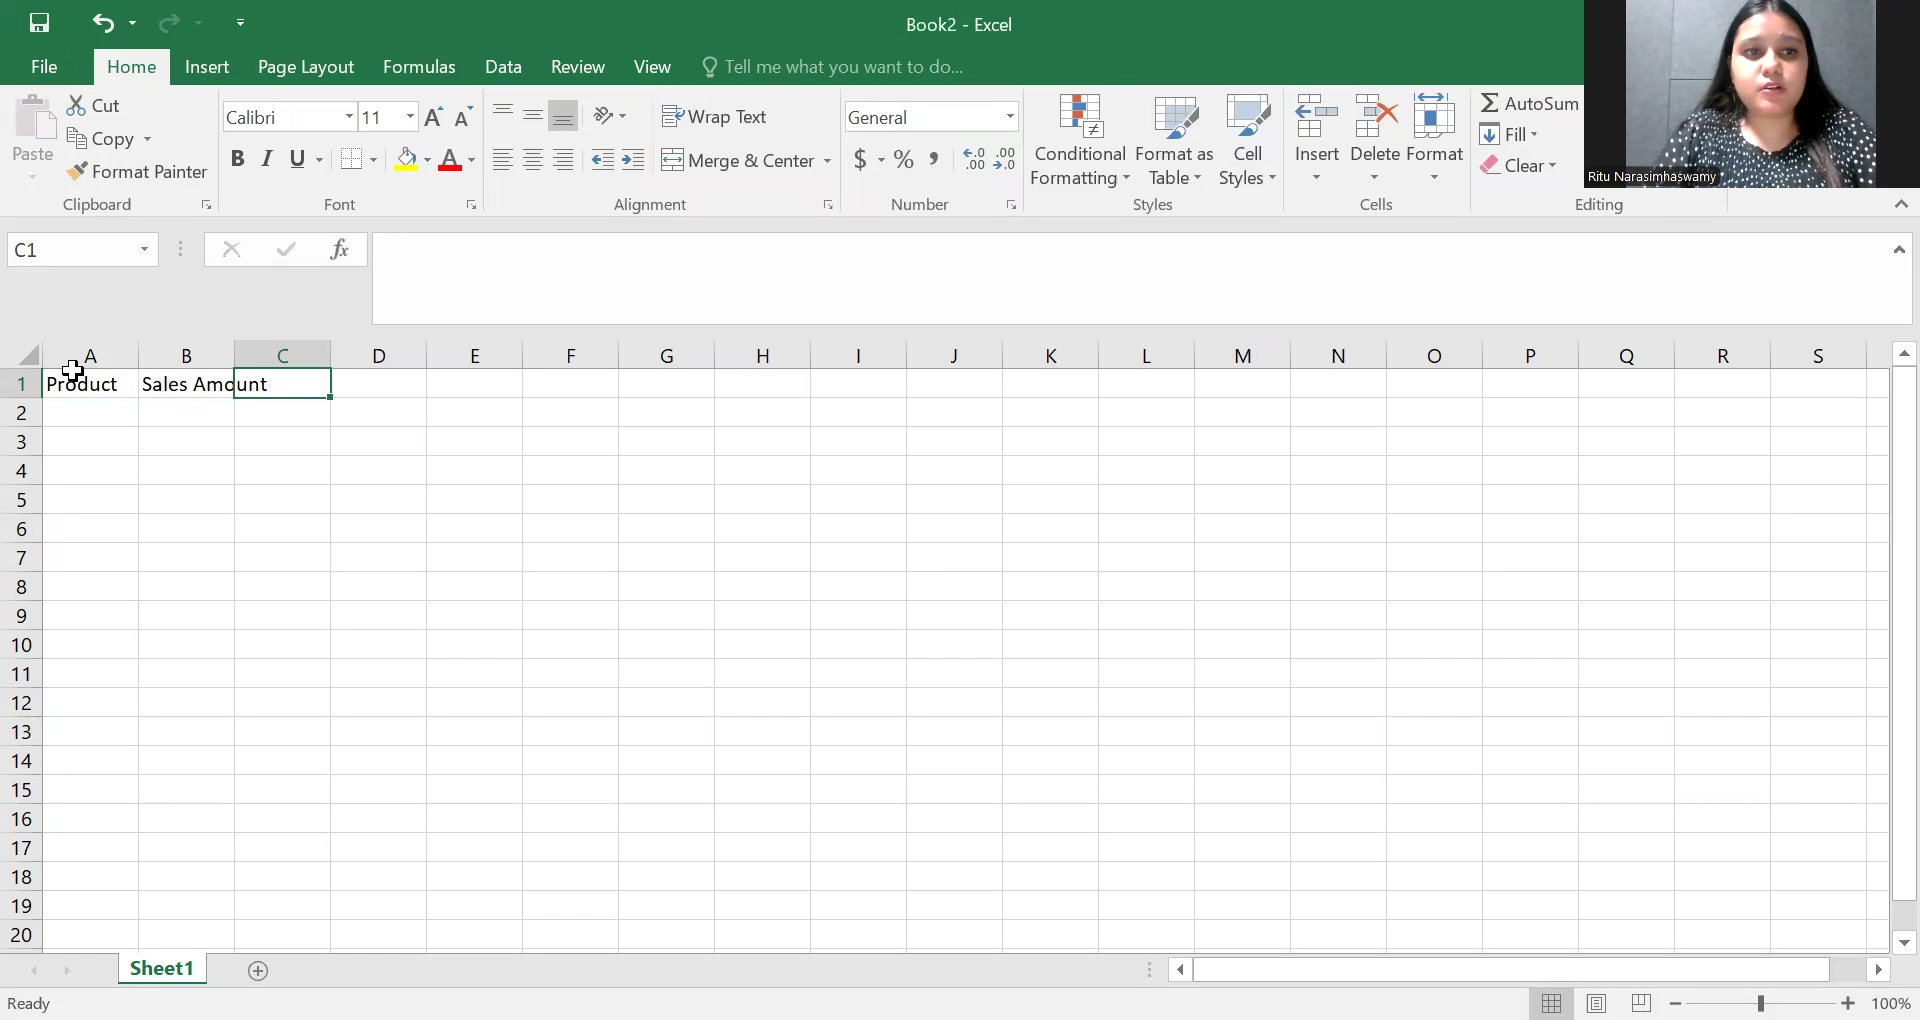 Book2 - Excel
File Home Insert Page Layout Formulas Data Review View Tell me what you want to do...
Cut
Copy
Format Painter
Paste
Clipboard
Calibri 11
B I U A
Font
Wrap Text
Merge & Center
Alignment
General
$ % , .00 .00
Number
Conditional Formatting
Format as Table
Cell Styles
Styles
Insert Delete Format
Cells
AutoSum
Fill
Clear
Editing
Ritu Narasimhaswamy
C1 fx
A B C D E F G H I J K L M N O P Q R S
1 Product Sales Amount
2
3
4
5
6
7
8
9
10
11
12
13
14
15
16
17
18
19
20
Sheet1
Ready 100%